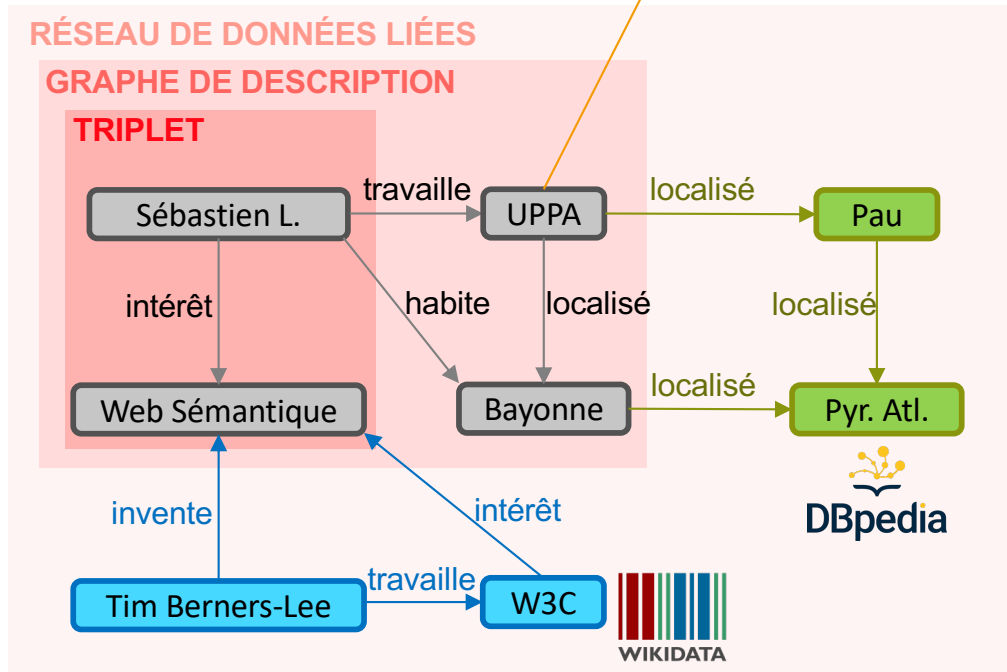 RÉSEAU DE DONNÉES LIÉES
GRAPHE DE DESCRIPTION
TRIPLET
travaille
localisé
Sébastien L.
UPPA
Pau
intérêt
habite
localisé
localisé
localisé
Web Sémantique
Bayonne
Pyr. Atl.
invente
intérêt
DBpedia
travaille
Tim Berners-Lee
W3C
WIKIDATA